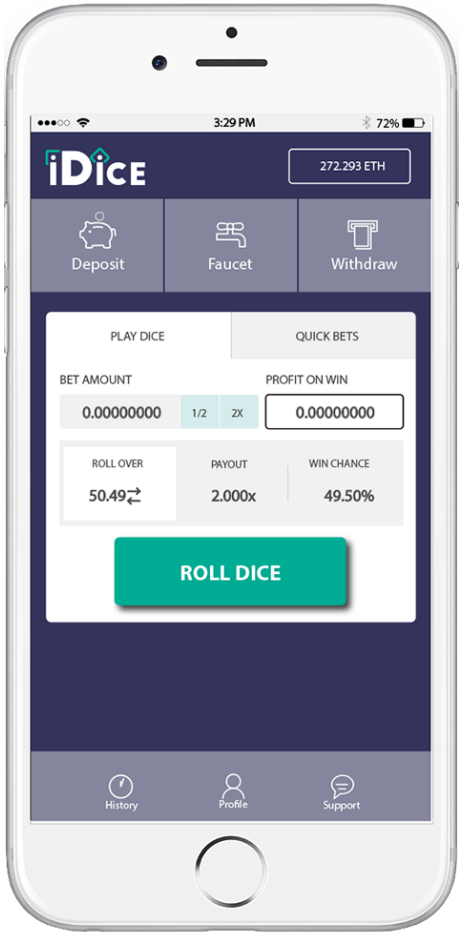 3:29 PM 72%
iDiCE 272.293 ETH
Deposit Faucet Withdraw
PLAY DICE QUICK BETS
BET AMOUNT PROFIT ON WIN
0.00000000 1/2 2X 0.00000000
ROLL OVER PAYOUT WIN CHANCE
50.49 2.000x 49.50%
ROLL DICE
History Profile Support